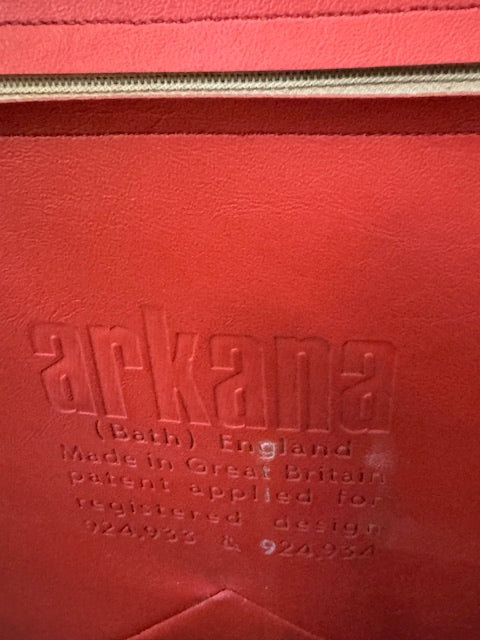 arkana
(Bath) England
Made in Great Britain
patent applied for
registered design
924,933 & 924,934